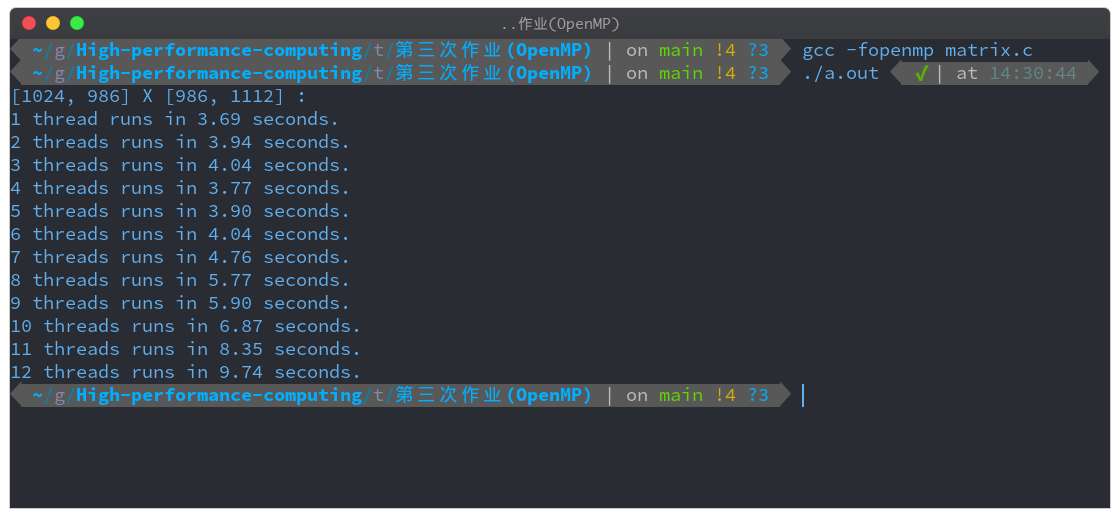 ..作业(OpenMP)
~/g/High-performance-computing/t/第三次作业(OpenMP) | on main !4 ?3 gcc -fopenmp matrix.c
~/g/High-performance-computing/t/第三次作业(OpenMP) | on main !4 ?3 ./a.out ✓ | at 14:30:44
[1024, 986] X [986, 1112] :
1 thread runs in 3.69 seconds.
2 threads runs in 3.94 seconds.
3 threads runs in 4.04 seconds.
4 threads runs in 3.77 seconds.
5 threads runs in 3.90 seconds.
6 threads runs in 4.04 seconds.
7 threads runs in 4.76 seconds.
8 threads runs in 5.77 seconds.
9 threads runs in 5.90 seconds.
10 threads runs in 6.87 seconds.
11 threads runs in 8.35 seconds.
12 threads runs in 9.74 seconds.
~/g/High-performance-computing/t/第三次作业(OpenMP) | on main !4 ?3